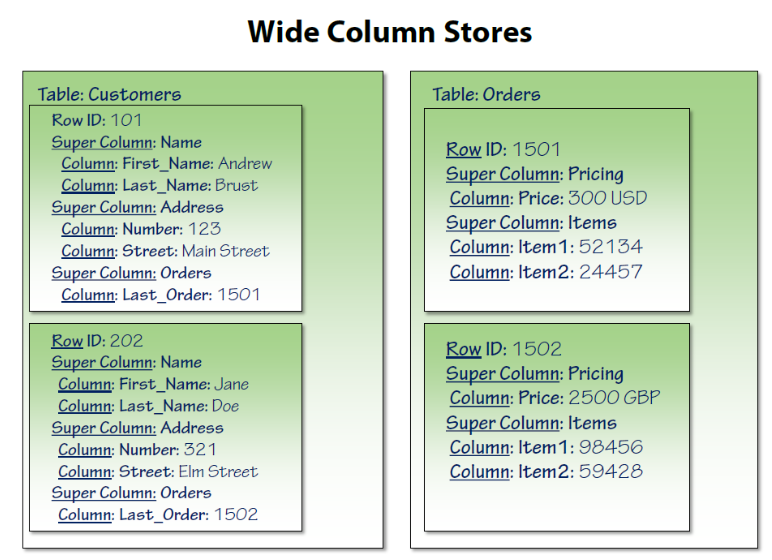 Wide Column Stores
Table: Customers
Row ID: 101
Super Column: Name
Column: First_Name: Andrew
Column: Last_Name: Brust
Super Column: Address
Column: Number: 123
Column: Street: Main Street
Super Column: Orders
Column: Last_Order: 1501
Row ID: 202
Super Column: Name
Column: First_Name: Jane
Column: Last_Name: Doe
Super Column: Address
Column: Number: 321
Column: Street: Elm Street
Super Column: Orders
Column: Last_Order: 1502
Table: Orders
Row ID: 1501
Super Column: Pricing
Column: Price: 300 USD
Super Column: Items
Column: Item1: 52134
Column: Item2: 24457
Row ID: 1502
Super Column: Pricing
Column: Price: 2500 GBP
Super Column: Items
Column: Item1: 98456
Column: Item2: 59428